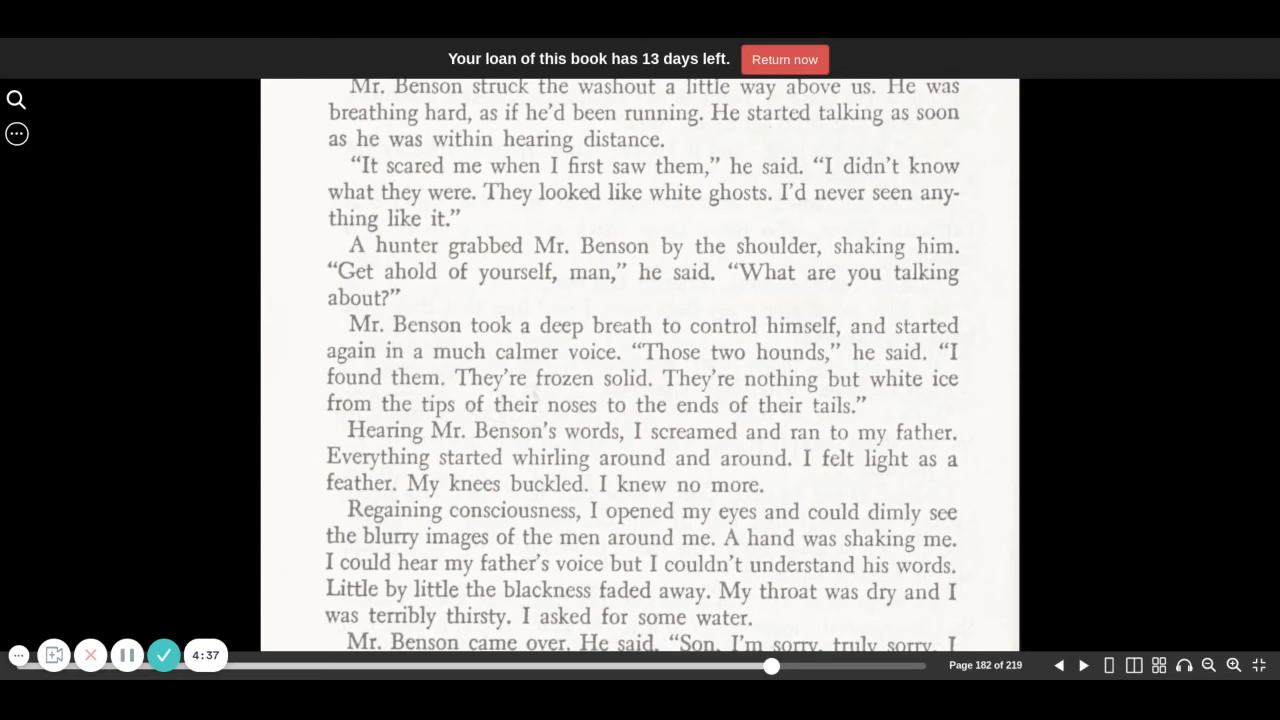 Your loan of this book has 13 days left. Return now
Mr. Benson struck the washout a little way above us. He was
breathing hard, as if he’d been running. He started talking as soon
as he was within hearing distance.
“It scared me when I first saw them,” he said. “I didn’t know
what they were. They looked like white ghosts. I’d never seen any-
thing like it.”
A hunter grabbed Mr. Benson by the shoulder, shaking him.
“Get ahold of yourself, man,” he said. “What are you talking
about?”
Mr. Benson took a deep breath to control himself, and started
again in a much calmer voice. “Those two hounds,” he said. “I
found them. They’re frozen solid. They’re nothing but white ice
from the tips of their noses to the ends of their tails.”
Hearing Mr. Benson’s words, I screamed and ran to my father.
Everything started whirling around and around. I felt light as a
feather. My knees buckled. I knew no more.
Regaining consciousness, I opened my eyes and could dimly see
the blurry images of the men around me. A hand was shaking me.
I could hear my father’s voice but I couldn’t understand his words.
Little by little the blackness faded away. My throat was dry and I
was terribly thirsty. I asked for some water.
Mr. Benson came over. He said, “Son, I’m sorry, truly sorry, I
4:37
Page 182 of 219